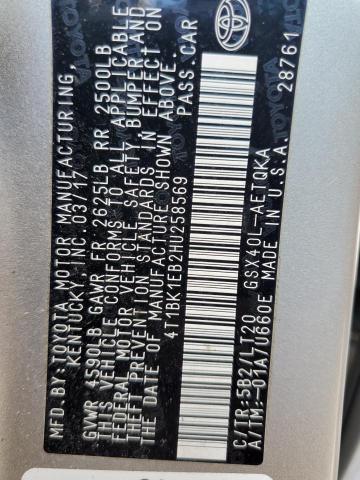 MFD.BY:TOYOTA MOTOR MANUFACTURING,
KENTUCKY, INC. 03/17
GVWR 4590LB GAWR FR 2625LB RR 2500LB
THIS VEHICLE CONFORMS TO ALL APPLICABLE
FEDERAL MOTOR VEHICLE SAFETY, BUMPER, AND
THEFT PREVENTION STANDARDS IN EFFECT ON
THE DATE OF MANUFACTURE SHOWN ABOVE.
4T1BK1EB2HU258569 PASS.CAR
C/TR:5B2/LT20 GSX40L-AETQKA
A/TM:-01A/U660E MADE IN U.S.A. 28761